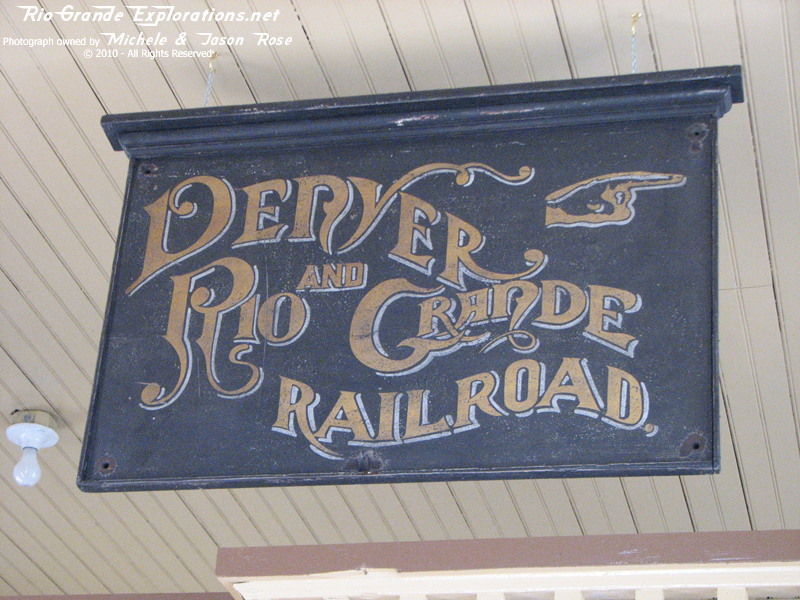 Rio Grande Explorations.net
Photograph owned by Michele & Jason Rose
© 2010 - All Rights Reserved
DENVER
AND
RIO GRANDE
RAILROAD.